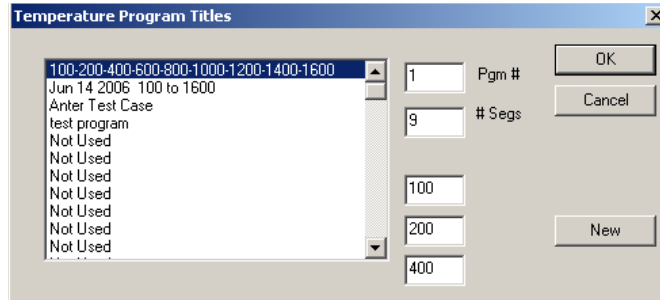 Temperature Program Titles
100-200-400-600-800-1000-1200-1400-1600
Jun 14 2006 100 to 1600
Anter Test Case
test program
Not Used
Not Used
Not Used
Not Used
Not Used
Not Used
Not Used
1 Pgm #
9 # Segs
100
200
400
OK
Cancel
New